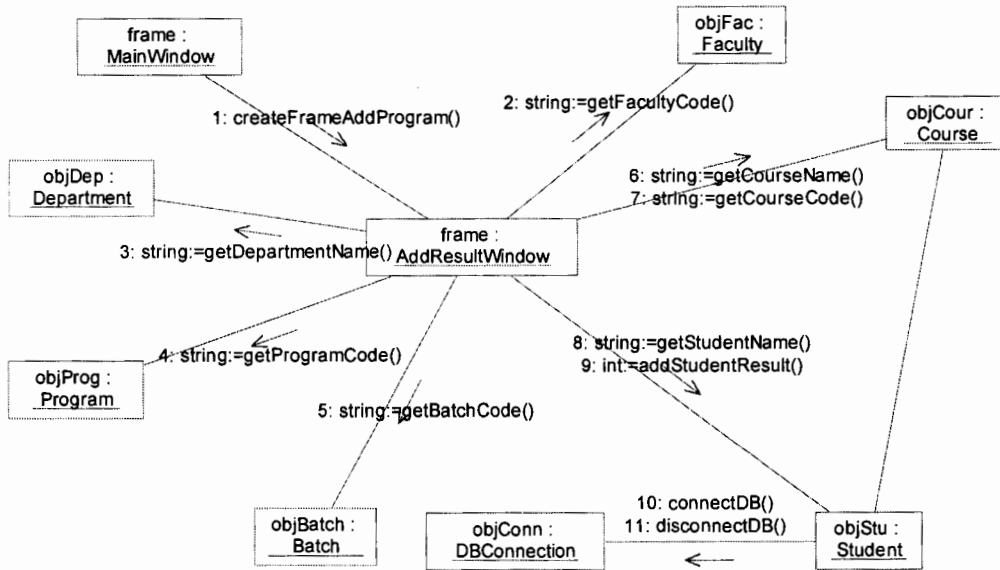 frame :
MainWindow
objFac :
Faculty
1: createFrameAddProgram()
2: string:=getFacultyCode()
objCour :
Course
objDep :
Department
6: string:=getCourseName()
7: string:=getCourseCode()
frame :
AddResultWindow
3: string:=getDepartmentName()
4: string:=getProgramCode()
8: string:=getStudentName()
9: int:=addStudentResult()
objProg :
Program
5: string:=getBatchCode()
10: connectDB()
11: disconnectDB()
objBatch :
Batch
objConn :
DBConnection
objStu :
Student